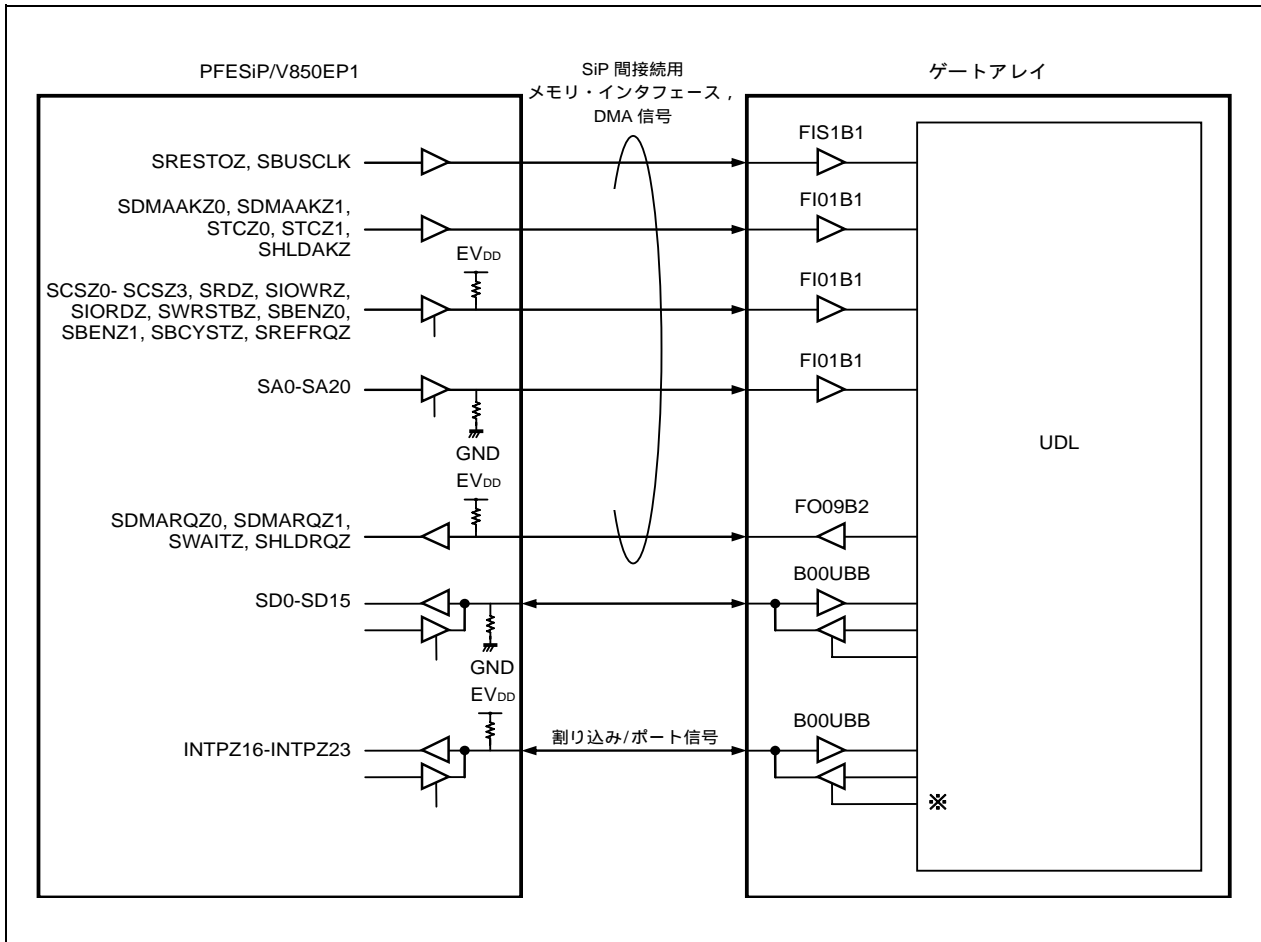 PFESiP/V850EP1
SiP 間接続用
メモリ・インタフェース，
DMA 信号
ゲートアレイ
SRESTOZ, SBUSCLK
FIS1B1
SDMAAKZ0, SDMAAKZ1,
STCZ0, STCZ1,
SHLDAKZ
FI01B1
EVDD
SCSZ0- SCSZ3, SRDZ, SIOWRZ,
SIORDZ, SWRSTBZ, SBENZ0,
SBENZ1, SBCYSTZ, SREFRQZ
FI01B1
SA0-SA20
FI01B1
GND
UDL
EVDD
SDMARQZ0, SDMARQZ1,
SWAITZ, SHLDRQZ
FO09B2
SD0-SD15
B00UBB
GND
EVDD
INTPZ16-INTPZ23
割り込み/ポート信号
B00UBB
※